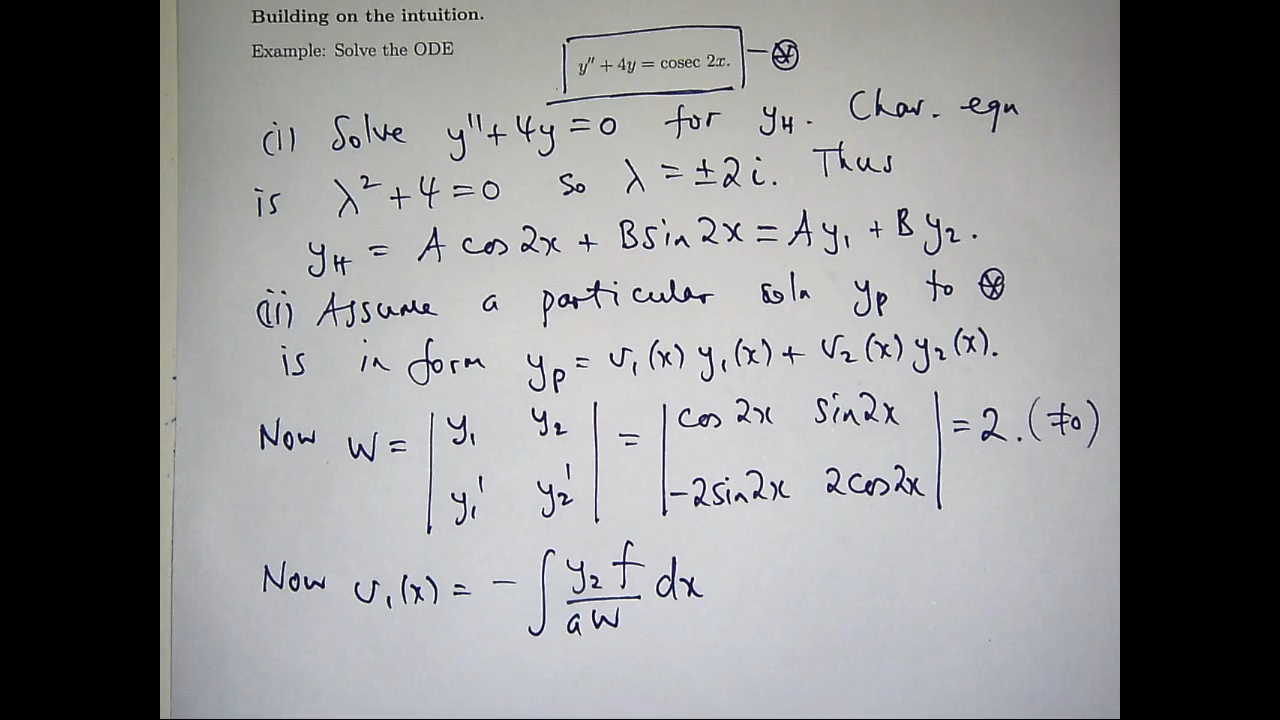 Building on the intuition.
Example: Solve the ODE
y'' + 4y = cosec 2x. — ⊛
(i) Solve y'' + 4y = 0 for y_H. Char. eqn
is λ² + 4 = 0 so λ = ±2i. Thus
y_H = A cos 2x + B sin 2x = A y₁ + B y₂.
(ii) Assume a particular soln y_p to ⊛
is in form y_p = v₁(x) y₁(x) + v₂(x) y₂(x).
Now W = | y₁ y₂ | = | cos 2x sin 2x | = 2. (≠0)
| y₁' y₂' | | -2 sin 2x 2 cos 2x |
Now v₁(x) = - ∫ y₂ f / aW dx